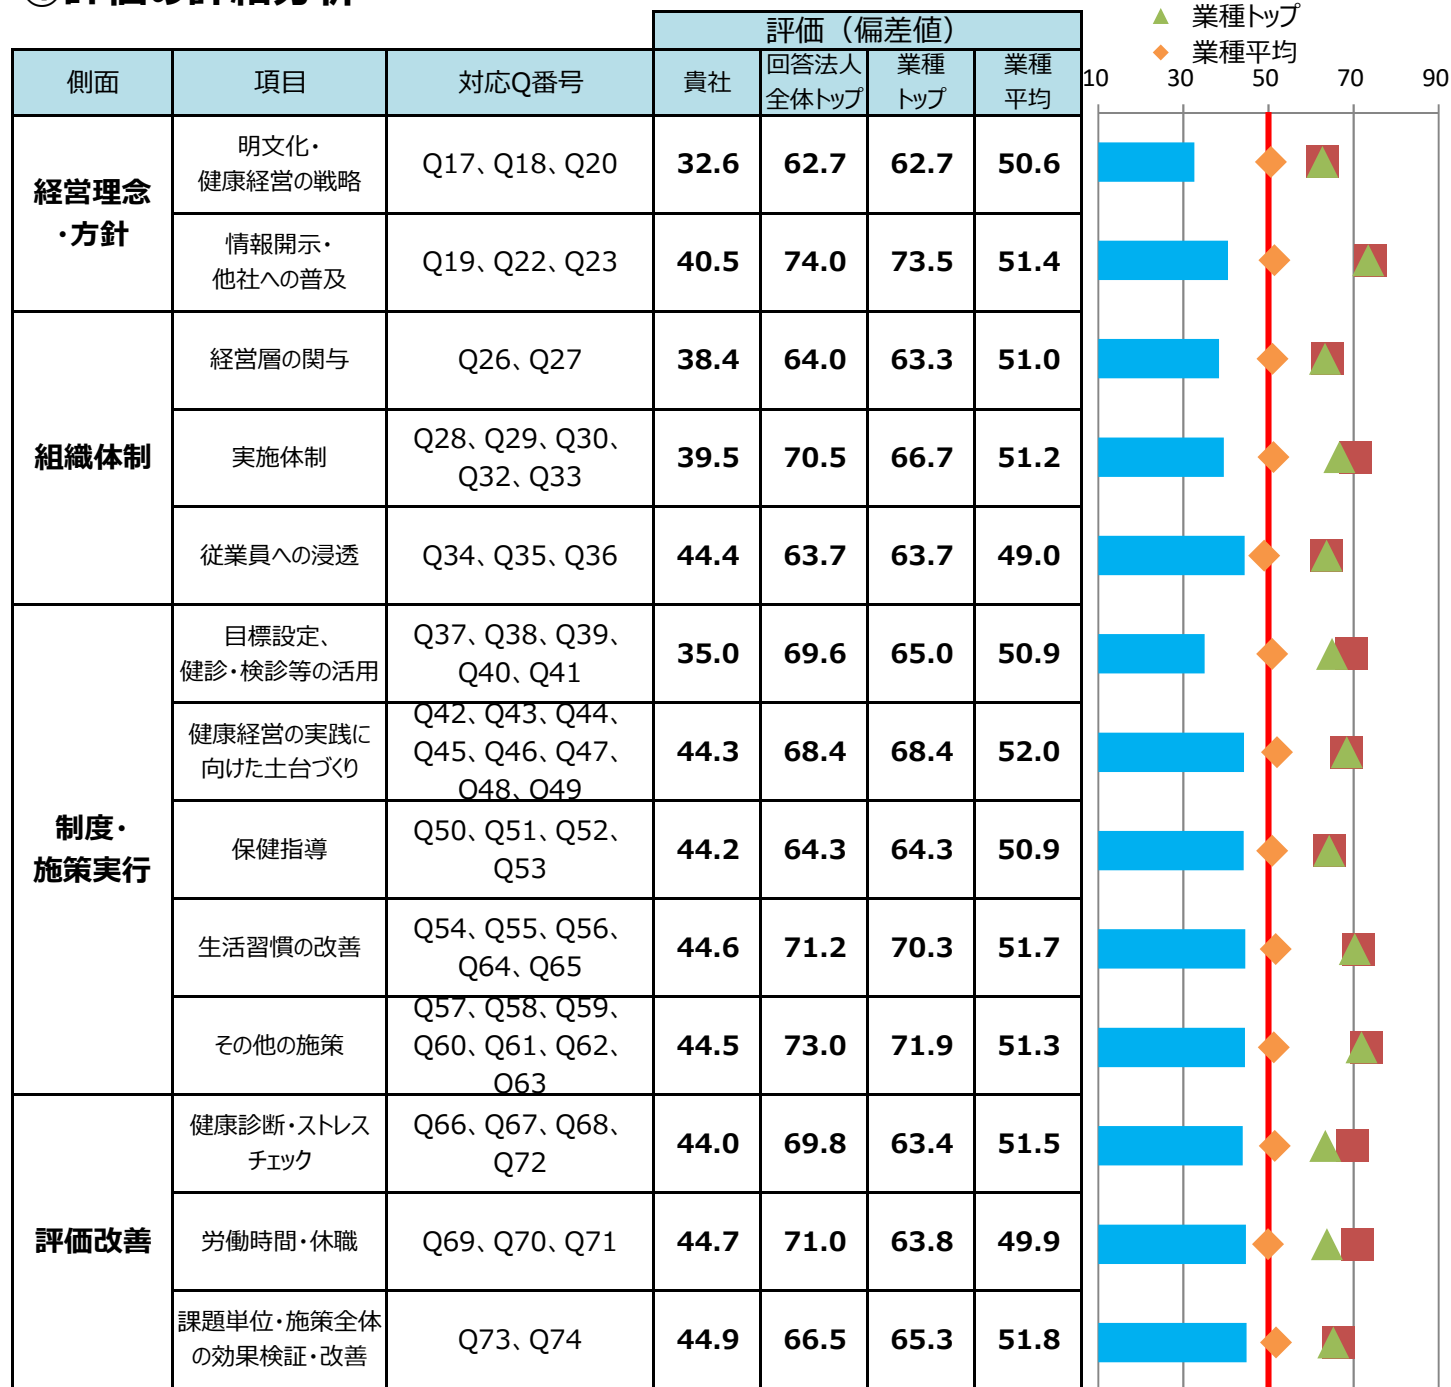 ▲ 業種トップ
◆ 業種平均
評価（偏差値）
側面 項目 対応Q番号 貴社 回答法人 業種 業種
全体トップ トップ 平均
10 30 50 70 90
経営理念
・方針
明文化・
健康経営の戦略
Q17、Q18、Q20 32.6 62.7 62.7 50.6
情報開示・
他社への普及
Q19、Q22、Q23 40.5 74.0 73.5 51.4
組織体制
経営層の関与 Q26、Q27 38.4 64.0 63.3 51.0
実施体制
Q28、Q29、Q30、
Q32、Q33
39.5 70.5 66.7 51.2
従業員への浸透 Q34、Q35、Q36 44.4 63.7 63.7 49.0
制度・
施策実行
目標設定、
健診・検診等の活用
Q37、Q38、Q39、
Q40、Q41
35.0 69.6 65.0 50.9
健康経営の実践に
向けた土台づくり
Q42、Q43、Q44、
Q45、Q46、Q47、
Q48、Q49
44.3 68.4 68.4 52.0
保健指導
Q50、Q51、Q52、
Q53
44.2 64.3 64.3 50.9
生活習慣の改善
Q54、Q55、Q56、
Q64、Q65
44.6 71.2 70.3 51.7
その他の施策
Q57、Q58、Q59、
Q60、Q61、Q62、
Q63
44.5 73.0 71.9 51.3
評価改善
健康診断・ストレス
チェック
Q66、Q67、Q68、
Q72
44.0 69.8 63.4 51.5
労働時間・休職 Q69、Q70、Q71 44.7 71.0 63.8 49.9
課題単位・施策全体
の効果検証・改善
Q73、Q74 44.9 66.5 65.3 51.8